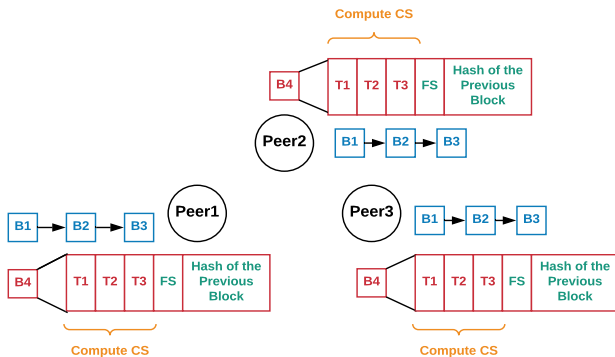 Compute CS
B4 T1 T2 T3 FS Hash of the
Previous
Block
Peer2 B1 B2 B3
Peer1
B1 B2 B3
Peer3
B1 B2 B3
B4 T1 T2 T3 FS Hash of the
Previous
Block
B4 T1 T2 T3 FS Hash of the
Previous
Block
Compute CS
Compute CS